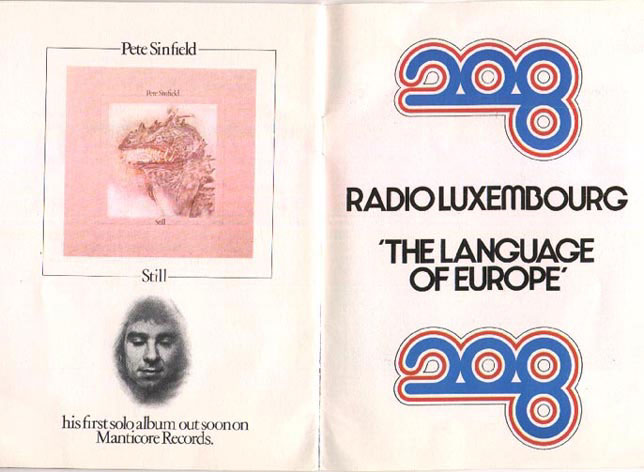 Pete Sinfield
Pete Sinfield
Still
Still
his first solo album out soon on
Manticore Records.
208
RADIO LUXEMBOURG
'THE LANGUAGE
OF EUROPE'
208